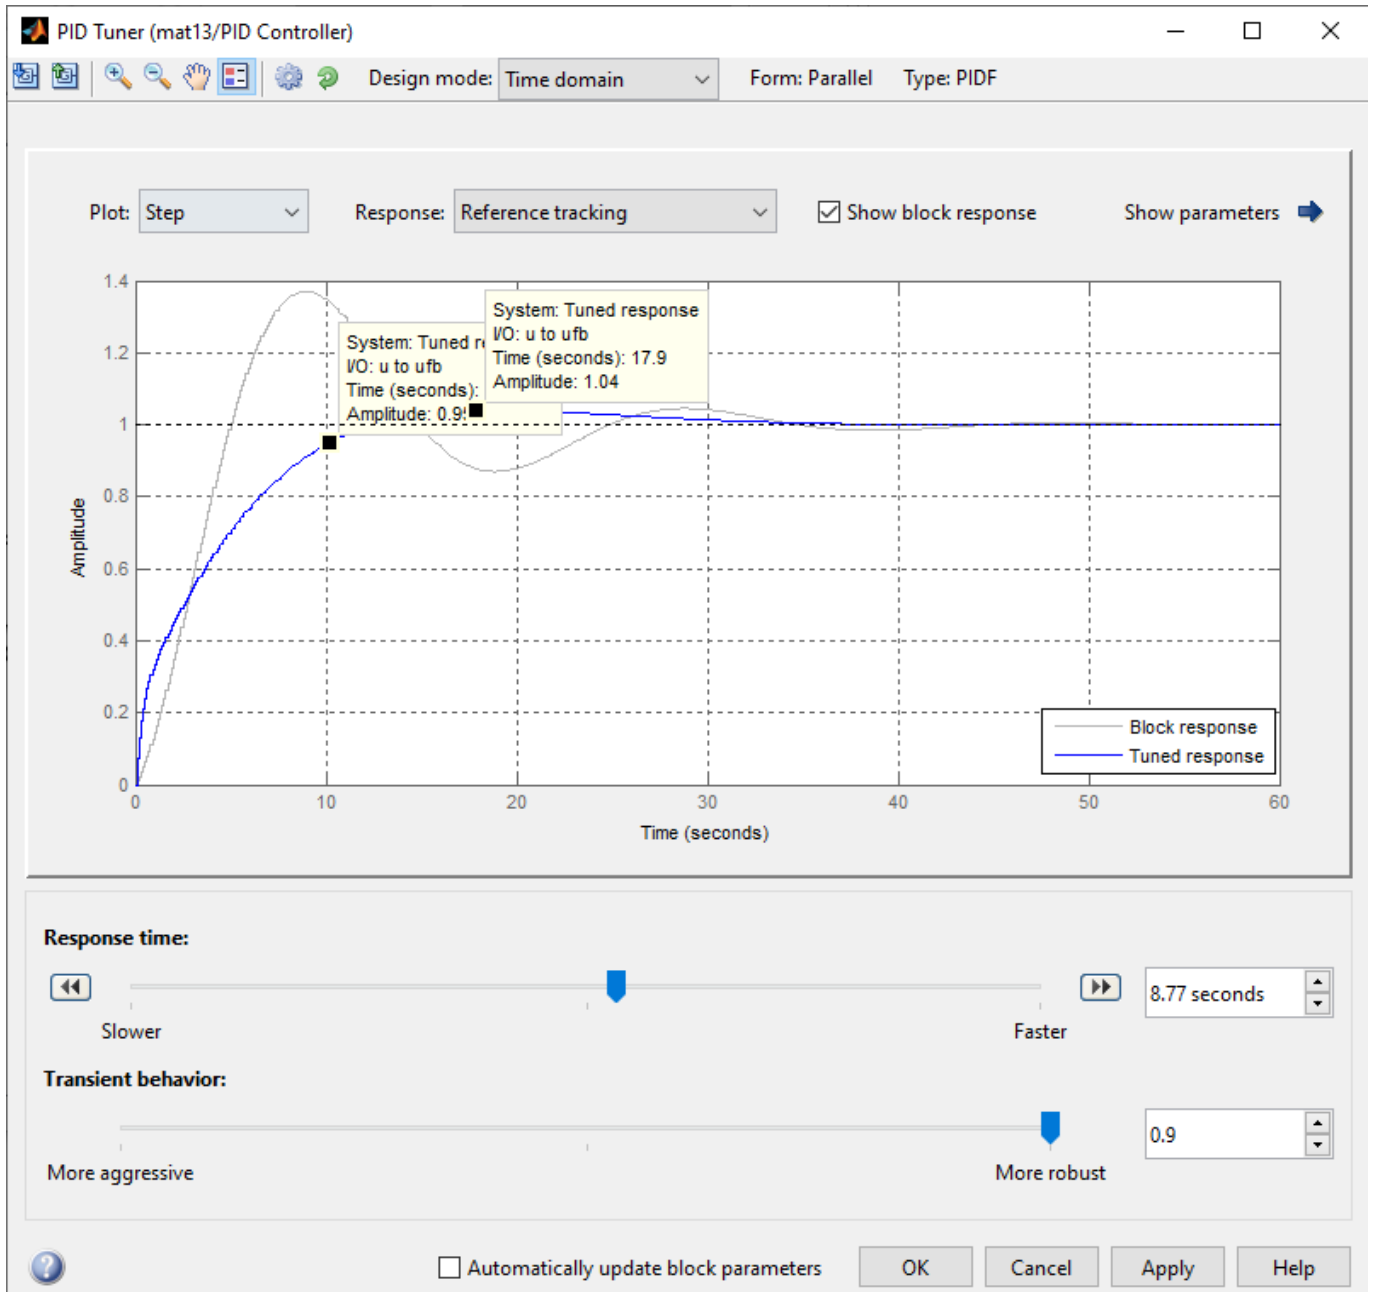 PID Tuner (mat13/PID Controller)
Design mode: Time domain Form: Parallel Type: PIDF
Plot: Step Response: Reference tracking Show block response Show parameters
1.4
1.2
1
0.8
0.6
0.4
0.2
0
Amplitude
System: Tuned
I/O: u to ufb
Time (seconds):
Amplitude:
System: Tuned response
I/O: u to ufb
Time (seconds): 17.9
Amplitude: 1.04
Block response
Tuned response
0 10 20 30 40 50 60
Time (seconds)
Response time:
8.77 seconds
Slower Faster
Transient behavior:
0.9
More aggressive More robust
Automatically update block parameters OK Cancel Apply Help